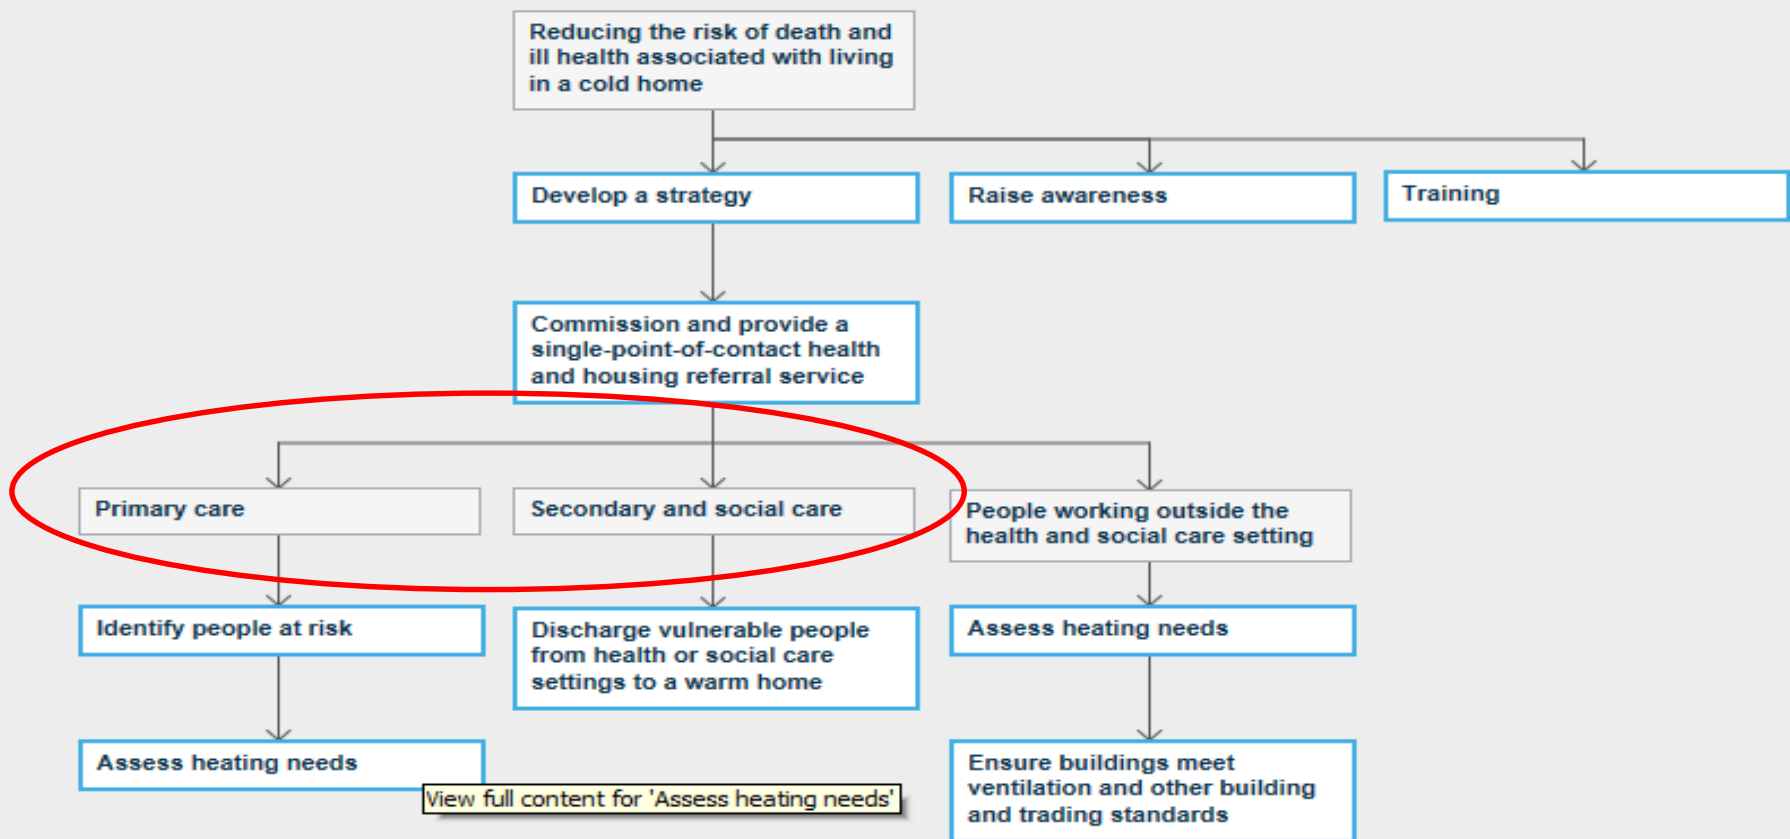 Reducing the risk of death and
ill health associated with living
in a cold home
Develop a strategy
Raise awareness
Training
Commission and provide a
single-point-of-contact health
and housing referral service
Primary care
Secondary and social care
People working outside the
health and social care setting
Identify people at risk
Discharge vulnerable people
from health or social care
settings to a warm home
Assess heating needs
Assess heating needs
View full content for 'Assess heating needs'
Ensure buildings meet
ventilation and other building
and trading standards